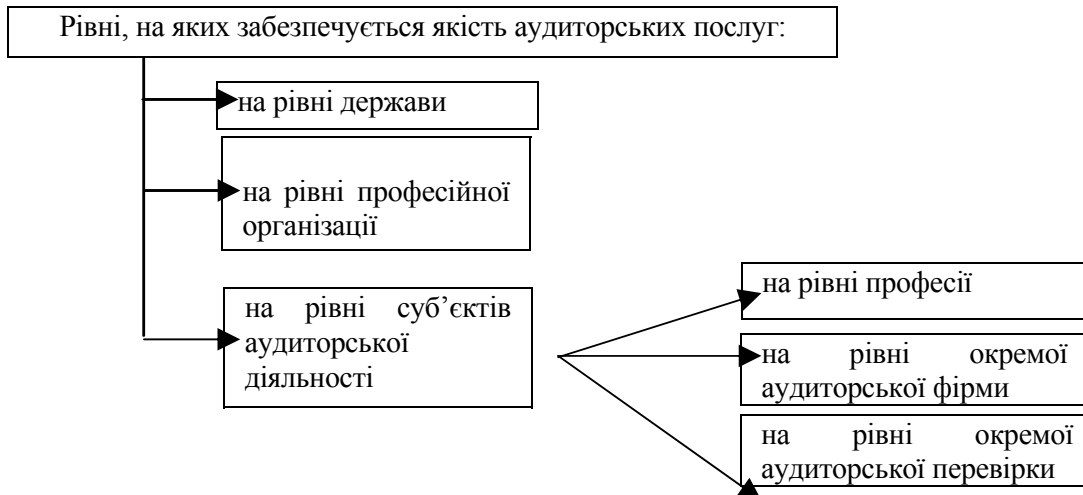 Рівні, на яких забезпечується якість аудиторських послуг:
на рівні держави
на рівні професійної
організації
на рівні суб’єктів
аудиторської
діяльності
на рівні професії
на рівні окремої
аудиторської фірми
на рівні окремої
аудиторської перевірки